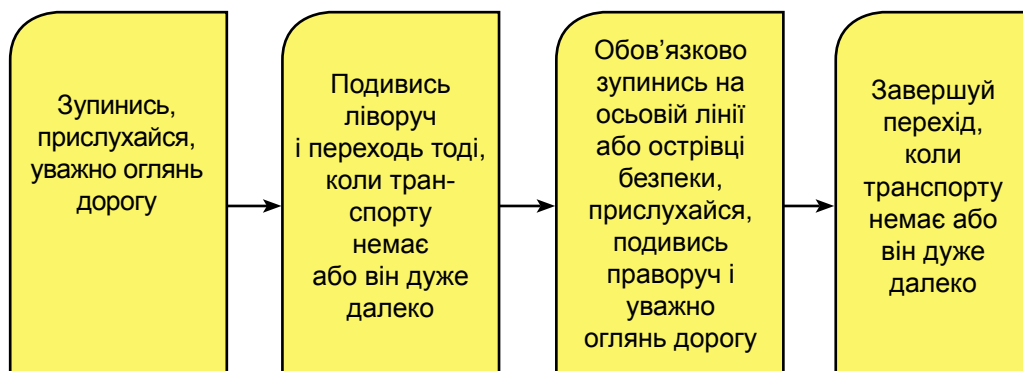 Зупинись,
прислухайся,
уважно оглянь
дорогу
Подивись
ліворуч
і переходь тоді,
коли тран-
спорту
немає
або він дуже
далеко
Обов’язково
зупинись на
осьовій лінії
або острівці
безпеки,
прислухайся,
подивись
праворуч і
уважно
оглянь дорогу
Завершуй
перехід,
коли
транспорту
немає або
він дуже
далеко